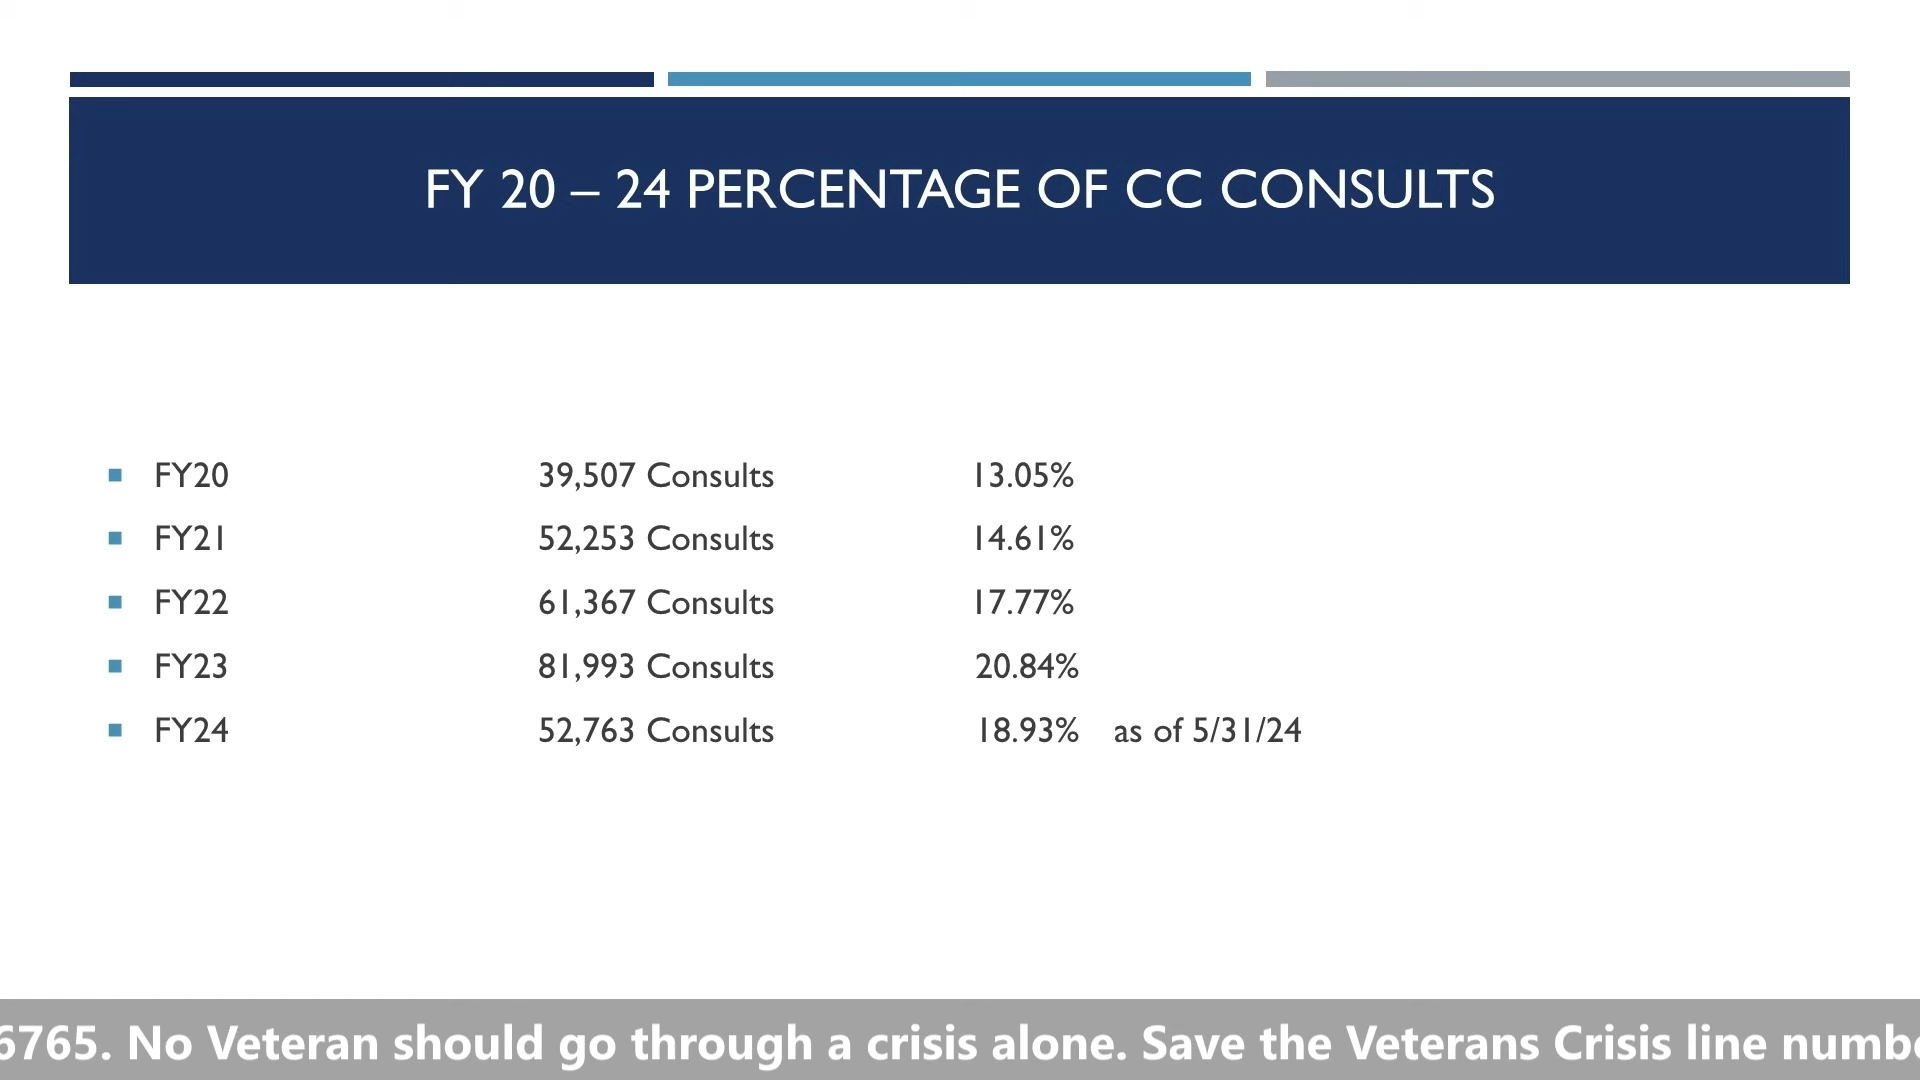 FY 20 – 24 PERCENTAGE OF CC CONSULTS
FY20 39,507 Consults 13.05%
FY21 52,253 Consults 14.61%
FY22 61,367 Consults 17.77%
FY23 81,993 Consults 20.84%
FY24 52,763 Consults 18.93% as of 5/31/24
6765. No Veteran should go through a crisis alone. Save the Veterans Crisis line